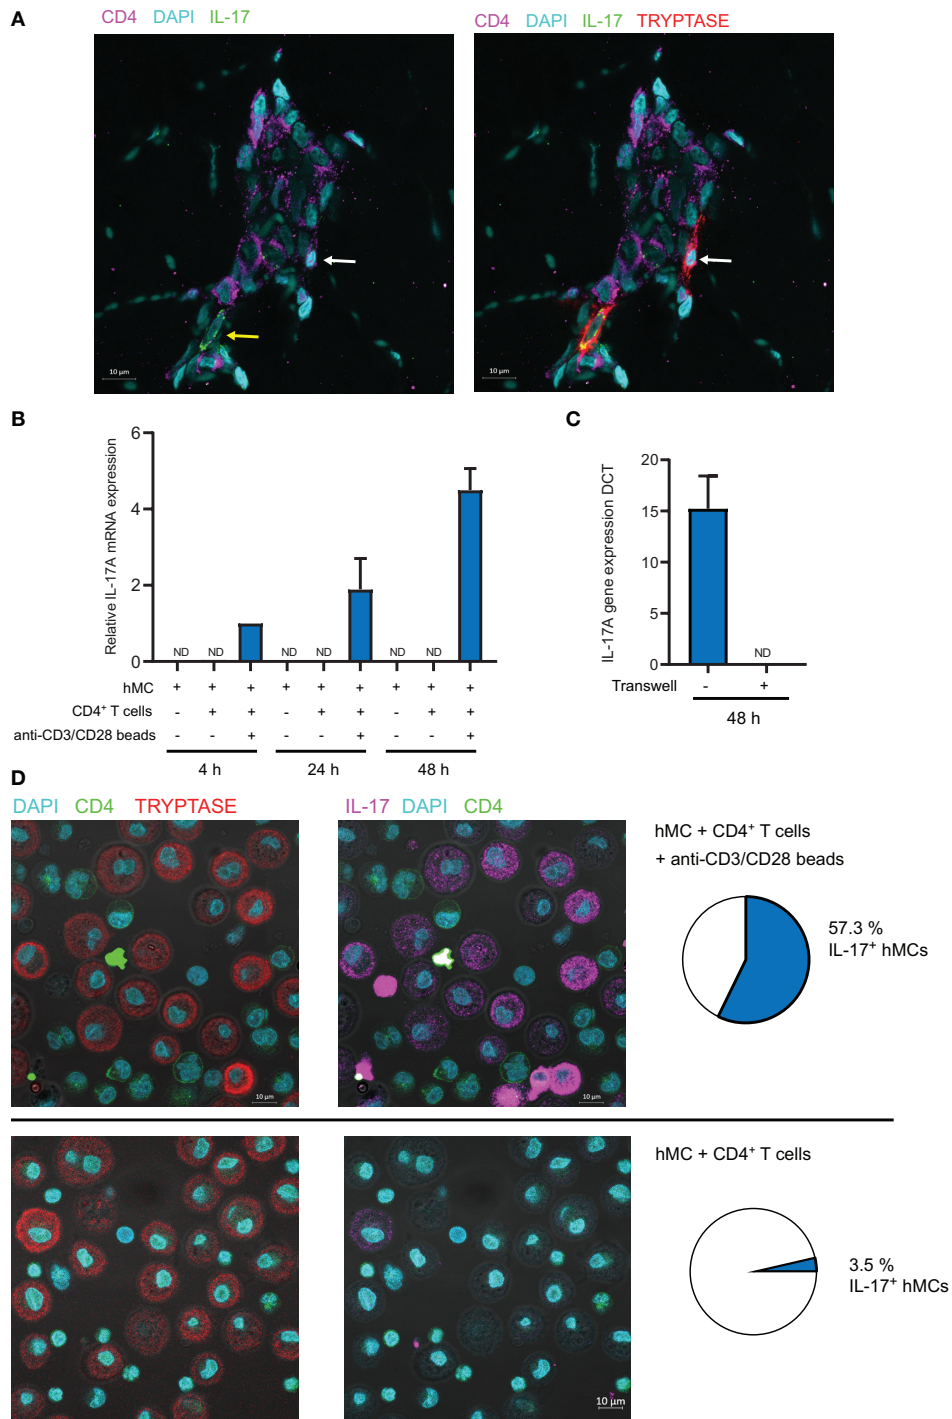 A
CD4 DAPI IL-17
CD4 DAPI IL-17 TRYPTASE
10 μm
10 μm
B
Relative IL-17A mRNA expression
6
4
2
0
ND ND ND ND ND ND
hMC + + + + + + + + +
CD4⁺ T cells - + + - + + - + +
anti-CD3/CD28 beads - - + - - + - - +
4 h 24 h 48 h
C
IL-17A gene expression DCT
20
15
10
5
0
ND
Transwell - +
48 h
D
DAPI CD4 TRYPTASE
IL-17 DAPI CD4
10 μm
10 μm
hMC + CD4⁺ T cells
+ anti-CD3/CD28 beads
57.3 %
IL-17⁺ hMCs
10 μm
hMC + CD4⁺ T cells
3.5 %
IL-17⁺ hMCs